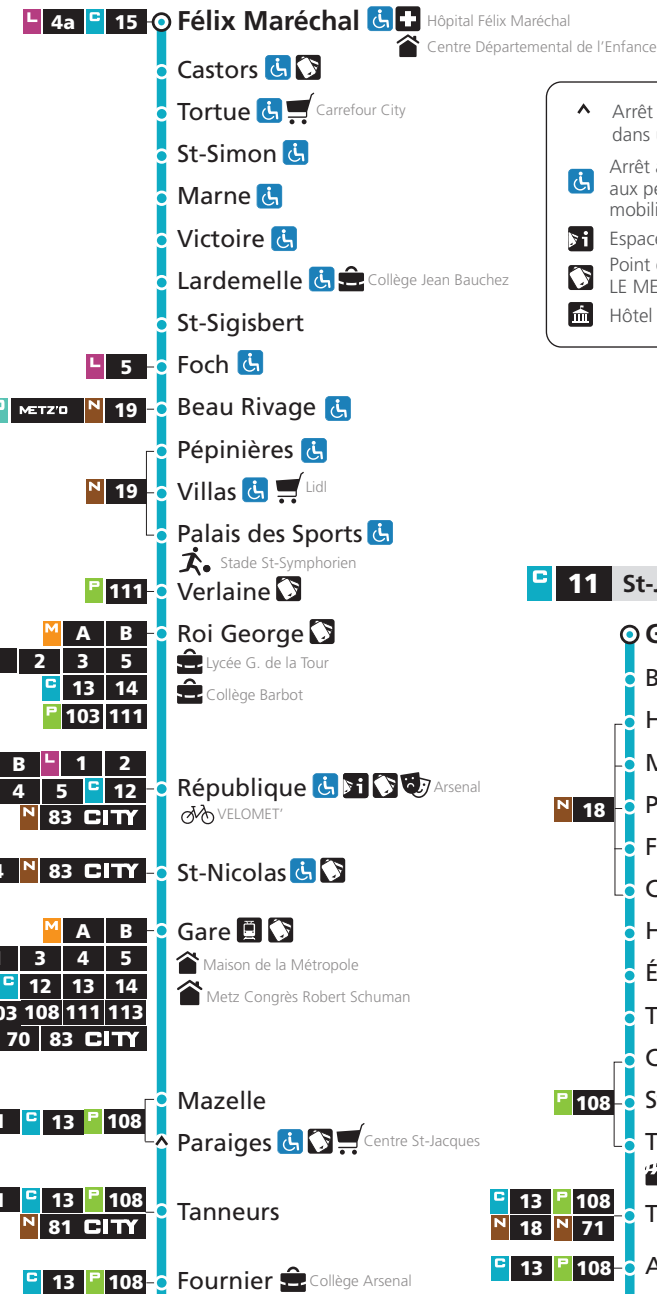 L 4a C 15 Félix Maréchal Hôpital Félix Maréchal
Centre Départemental de l'Enfance
Castors
Tortue Carrefour City
St-Simon
Marne
Victoire
Lardemelle Collège Jean Bauchez
St-Sigisbert
L 5 Foch
METZ'O N 19 Beau Rivage
Pépinières
N 19 Villas Lidl
Palais des Sports
Stade St-Symphorien
P 111 Verlaine
M A B Roi George
2 3 5 Lycée G. de la Tour
C 13 14 Collège Barbot
P 103 111
B L 1 2
4 5 C 12 République Arsenal
N 83 CITY VELOMET'
N 83 CITY St-Nicolas
M A B Gare
3 4 5 Maison de la Métropole
C 12 13 14 Metz Congrès Robert Schuman
108 111 113
70 83 CITY
Mazelle
C 13 P 108
Paraiges Centre St-Jacques
C 13 P 108 Tanneurs
N 81 CITY
C 13 P 108 Fournier Collège Arsenal
^ Arrêt
dans
Arrêt
aux
Espace
Point
LE
Hôtel
C 11 St-
N 18
P 108
C 13 P 108
N 18 N 71
C 13 P 108